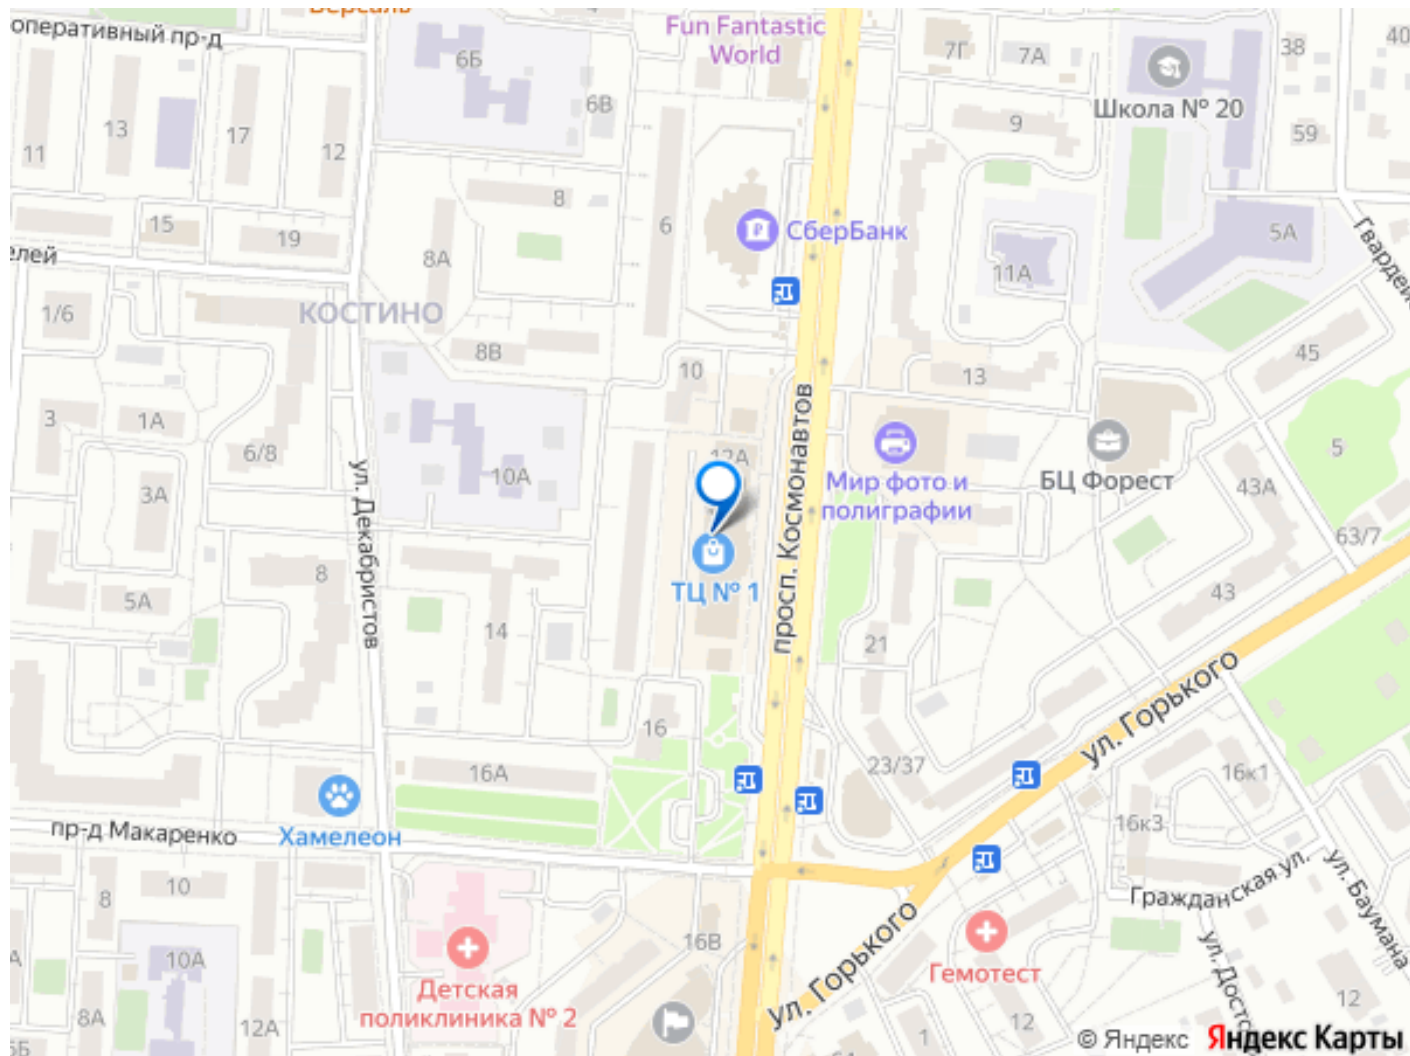 Версаль
оперативный пр-д
Fun Fantastic
World
6Б
6В
7Г
7А
38
40
Школа № 20
59
11
13
17
12
9
15
19
8
8А
6
СберБанк
5А
11А
Гвардей
елей
1/6
КОСТИНО
8В
10
13
45
3
1А
6/8
10А
12А
просп. Космонавтов
Мир фото и
полиграфии
БЦ Форест
5
43А
63/7
3А
ул. Декабристов
8
5А
14
ТЦ № 1
21
43
ул. Горького
16
16А
23/37
16к1
16к3
Хамелеон
пр-д Макаренко
10
8
Гражданская ул.
ул. Баумана
ул. Горького
16В
10А
Детская
поликлиника № 2
Гемотест
ул. Досто
12
8А
12А
1
12
© Яндекс Яндекс Карты